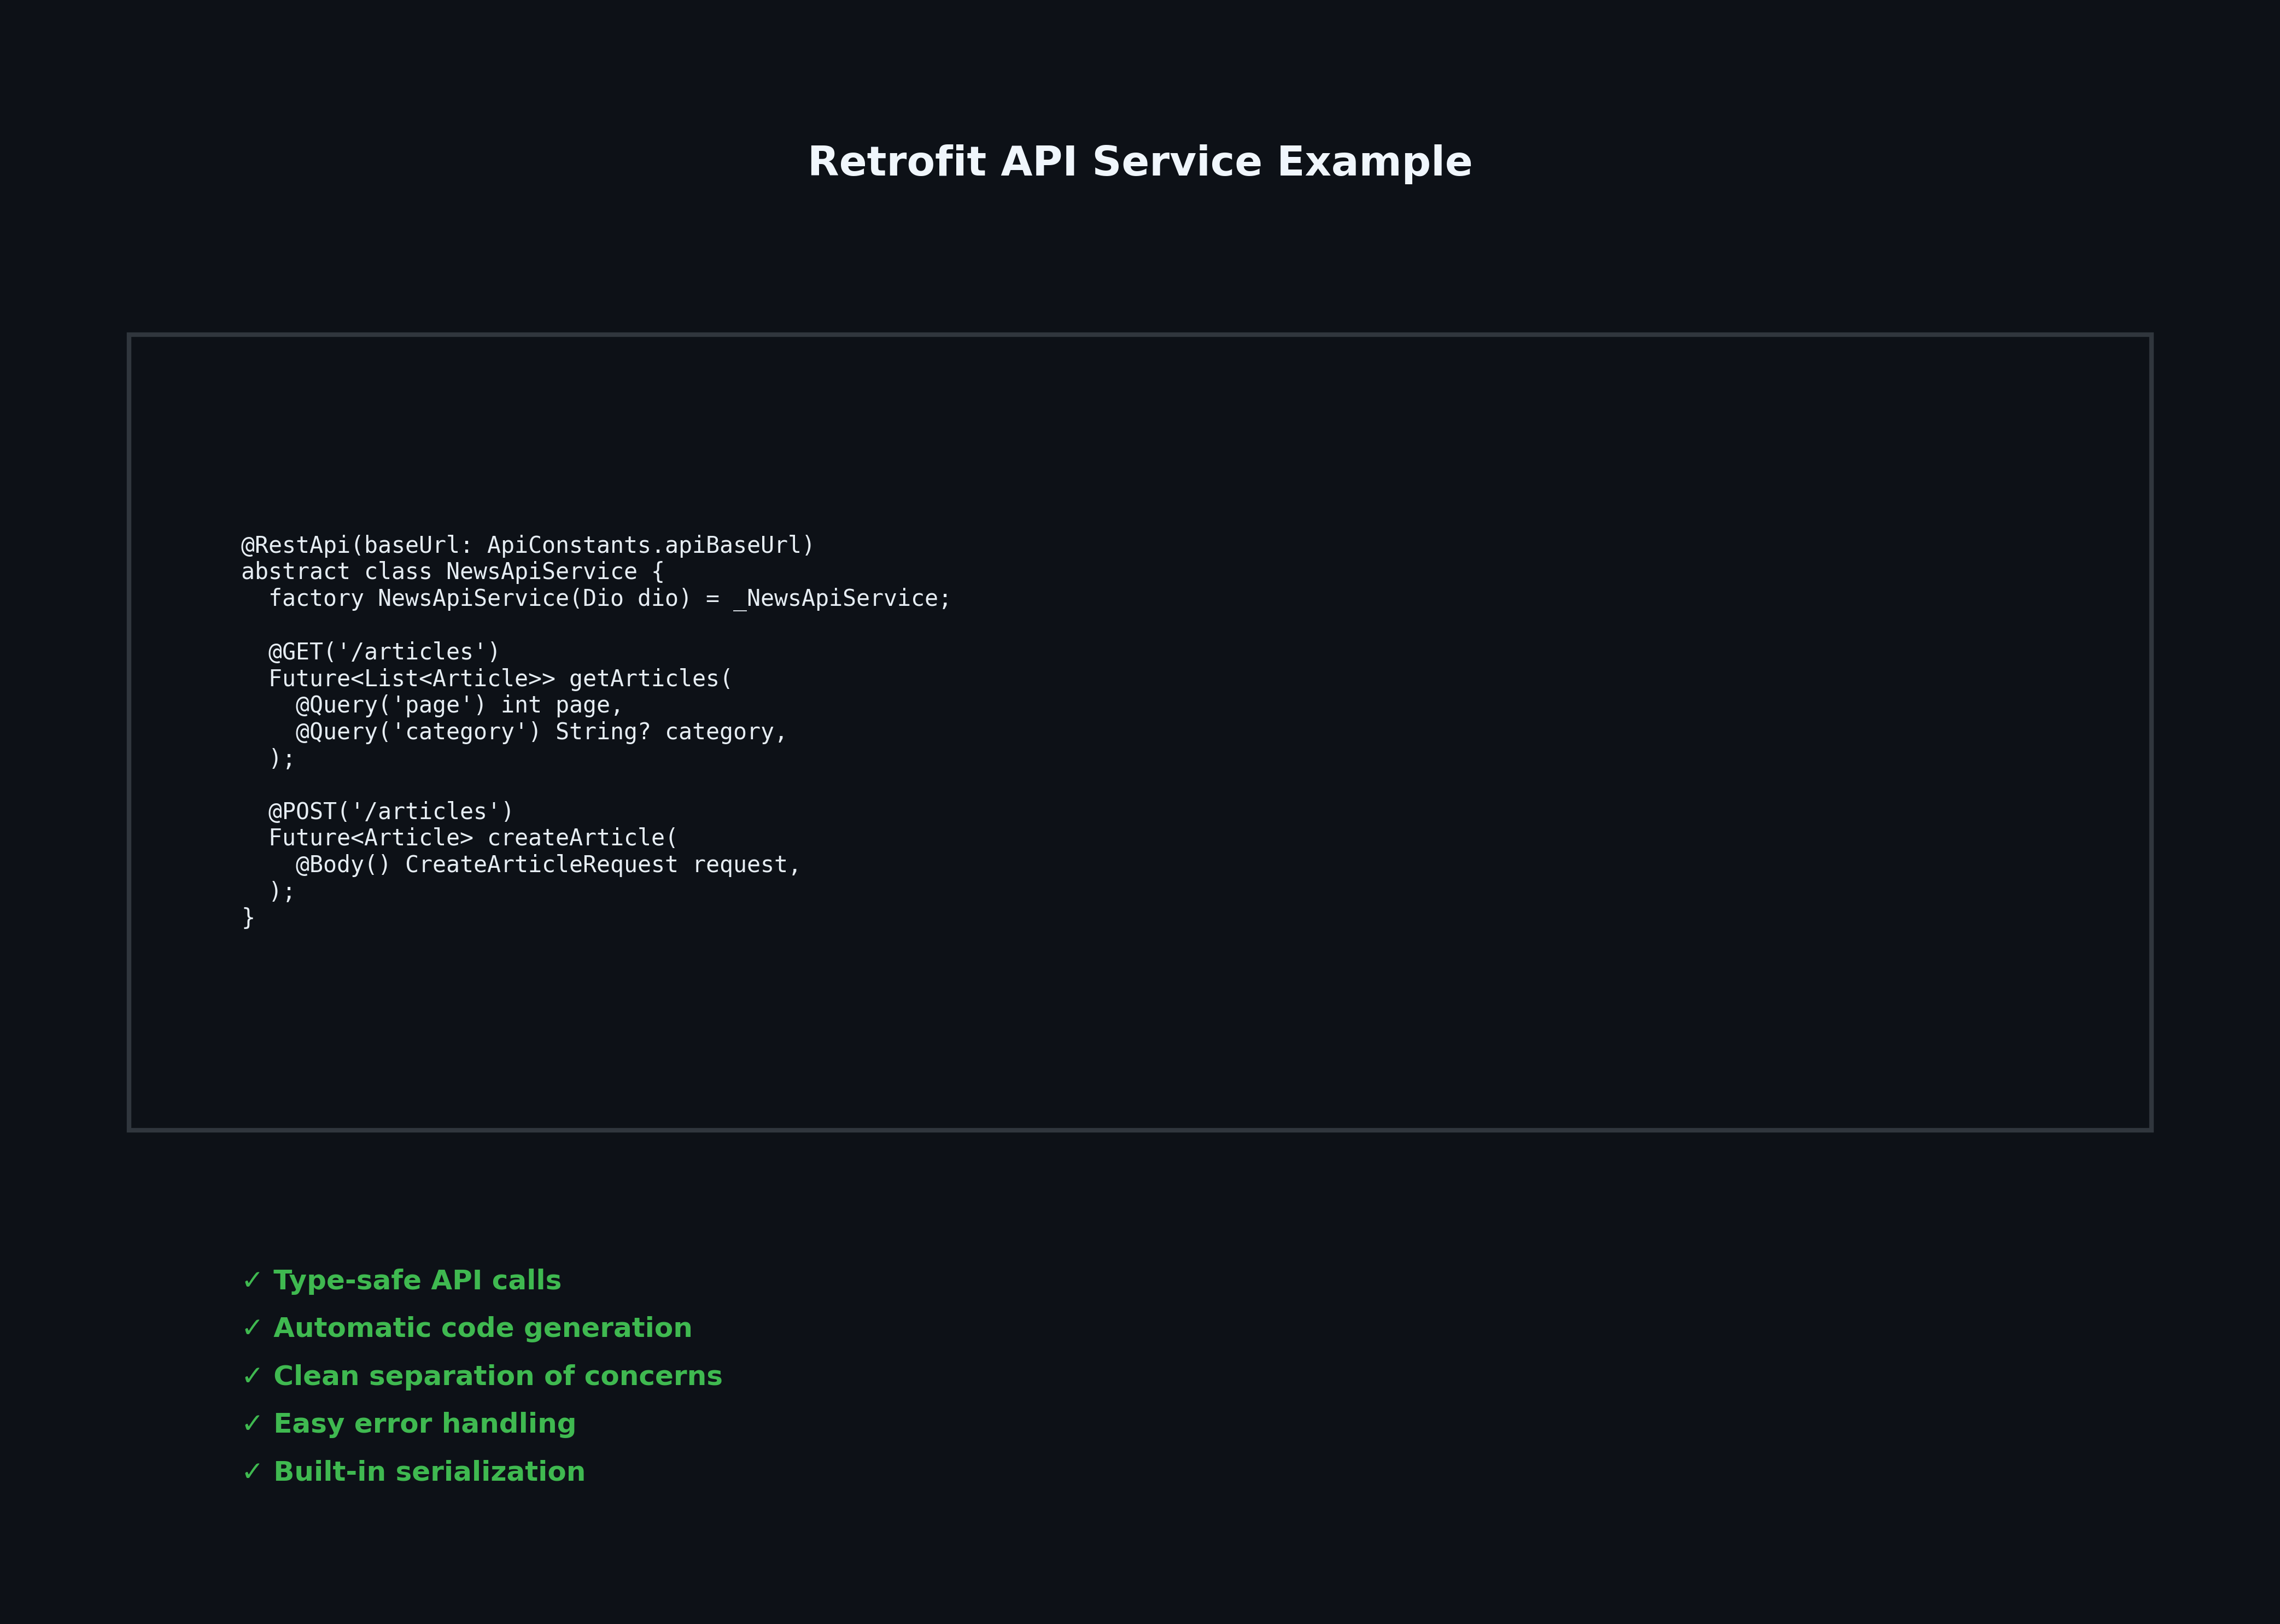 Retrofit API Service Example
@RestApi(baseUrl: ApiConstants.apiBaseUrl)
abstract class NewsApiService {
  factory NewsApiService(Dio dio) = _NewsApiService;

  @GET('/articles')
  Future<List<Article>> getArticles(
    @Query('page') int page,
    @Query('category') String? category,
  );

  @POST('/articles')
  Future<Article> createArticle(
    @Body() CreateArticleRequest request,
  );
}
✓ Type-safe API calls
✓ Automatic code generation
✓ Clean separation of concerns
✓ Easy error handling
✓ Built-in serialization